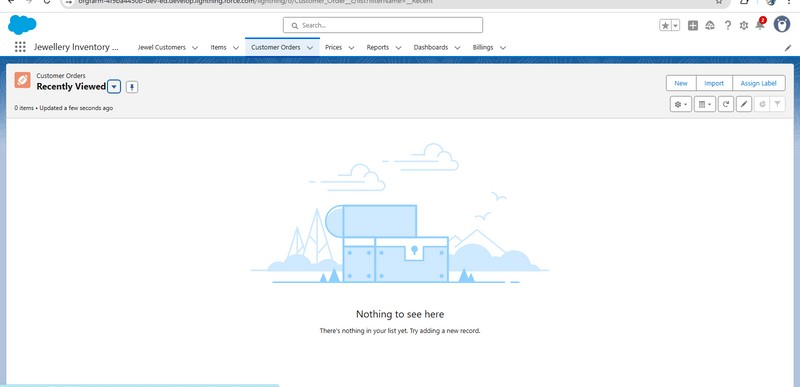 orgfarm-4f9ba4450b-dev-ed.develop.lightning.force.com/lightning/o/Customer_Order__c/list?filterName=__Recent
Search...
2
Jewellery Inventory ...
Jewel Customers
Items
Customer Orders
Prices
Reports
Dashboards
Billings
Customer Orders
Recently Viewed
New
Import
Assign Label
0 items • Updated a few seconds ago
Nothing to see here
There's nothing in your list yet. Try adding a new record.